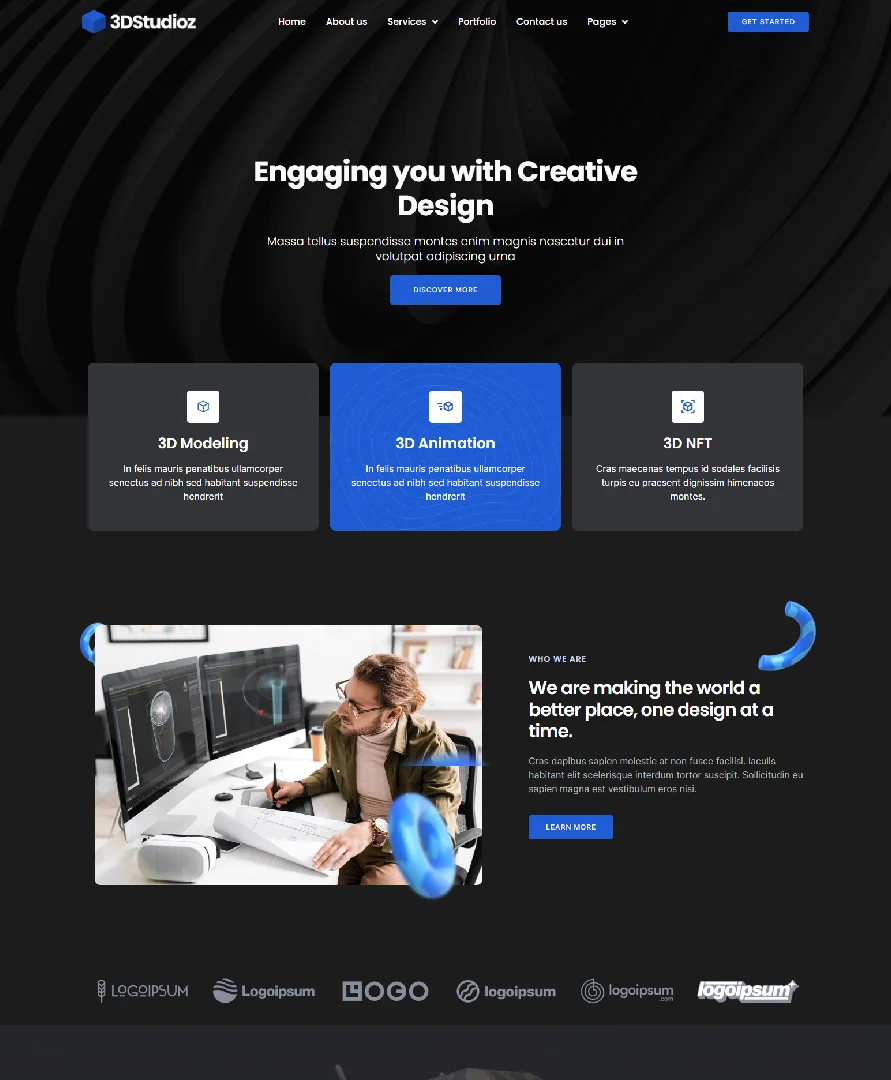 3DStudioz
Home About us Services Portfolio Contact us Pages
GET STARTED
Engaging you with Creative
Design
Massa tellus suspendisse montes enim magnis nascetur dui in
volutpat adipiscing urna
DISCOVER MORE
3D Modeling
In felis mauris penatibus ullamcorper
senectus ad nibh sed habitant suspendisse
hendrerit
3D Animation
In felis mauris penatibus ullamcorper
senectus ad nibh sed habitant suspendisse
hendrerit
3D NFT
Cras maecenas tempus id sodales facilisis
turpis eu praesent dignissim himenaeos
montes.
WHO WE ARE
We are making the world a
better place, one design at a
time.
Cras dapibus sapien molestie at non fusce facilisi. Iaculis
habitant elit scelerisque interdum tortor suscipit. Sollicitudin eu
sapien magna est vestibulum eros nisi.
LEARN MORE
LOGOIPSUM
Logoipsum
LOGO
logoipsum
logoipsum
.com
logoipsum